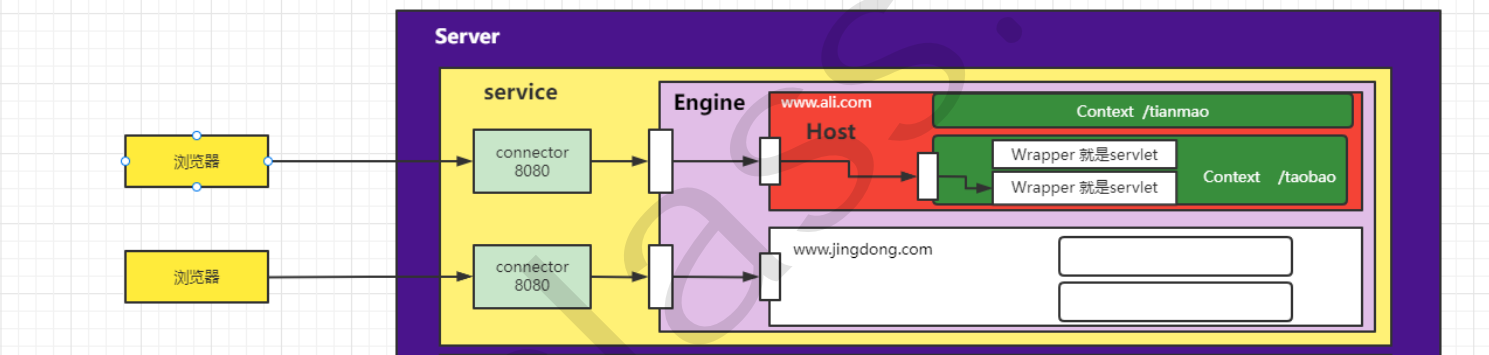 Server
service
Engine
www.ali.com
Host
Context /tianmao
浏览器
connector
8080
Wrapper 就是servlet
Wrapper 就是servlet
Context /taobao
浏览器
connector
8080
www.jingdong.com
lass.